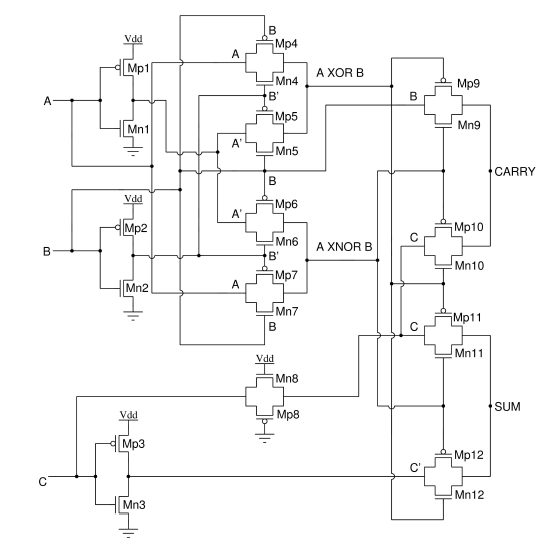 B
Vdd
Mp4
A
Mp1
A XOR B
Mp9
Mn4
B
A
B'
Mn1
Mp5
Mn9
A'
Mn5
CARRY
B
Vdd
Mp6
A'
Mp2
Mp10
Mn6
A XNOR B
C
B
B'
Mn10
Mp7
Mn2
A
Mn7
Mp11
B
C
Vdd
Mn11
Mn8
SUM
Vdd
Mp8
Mp3
Mp12
C'
C
Mn12
Mn3